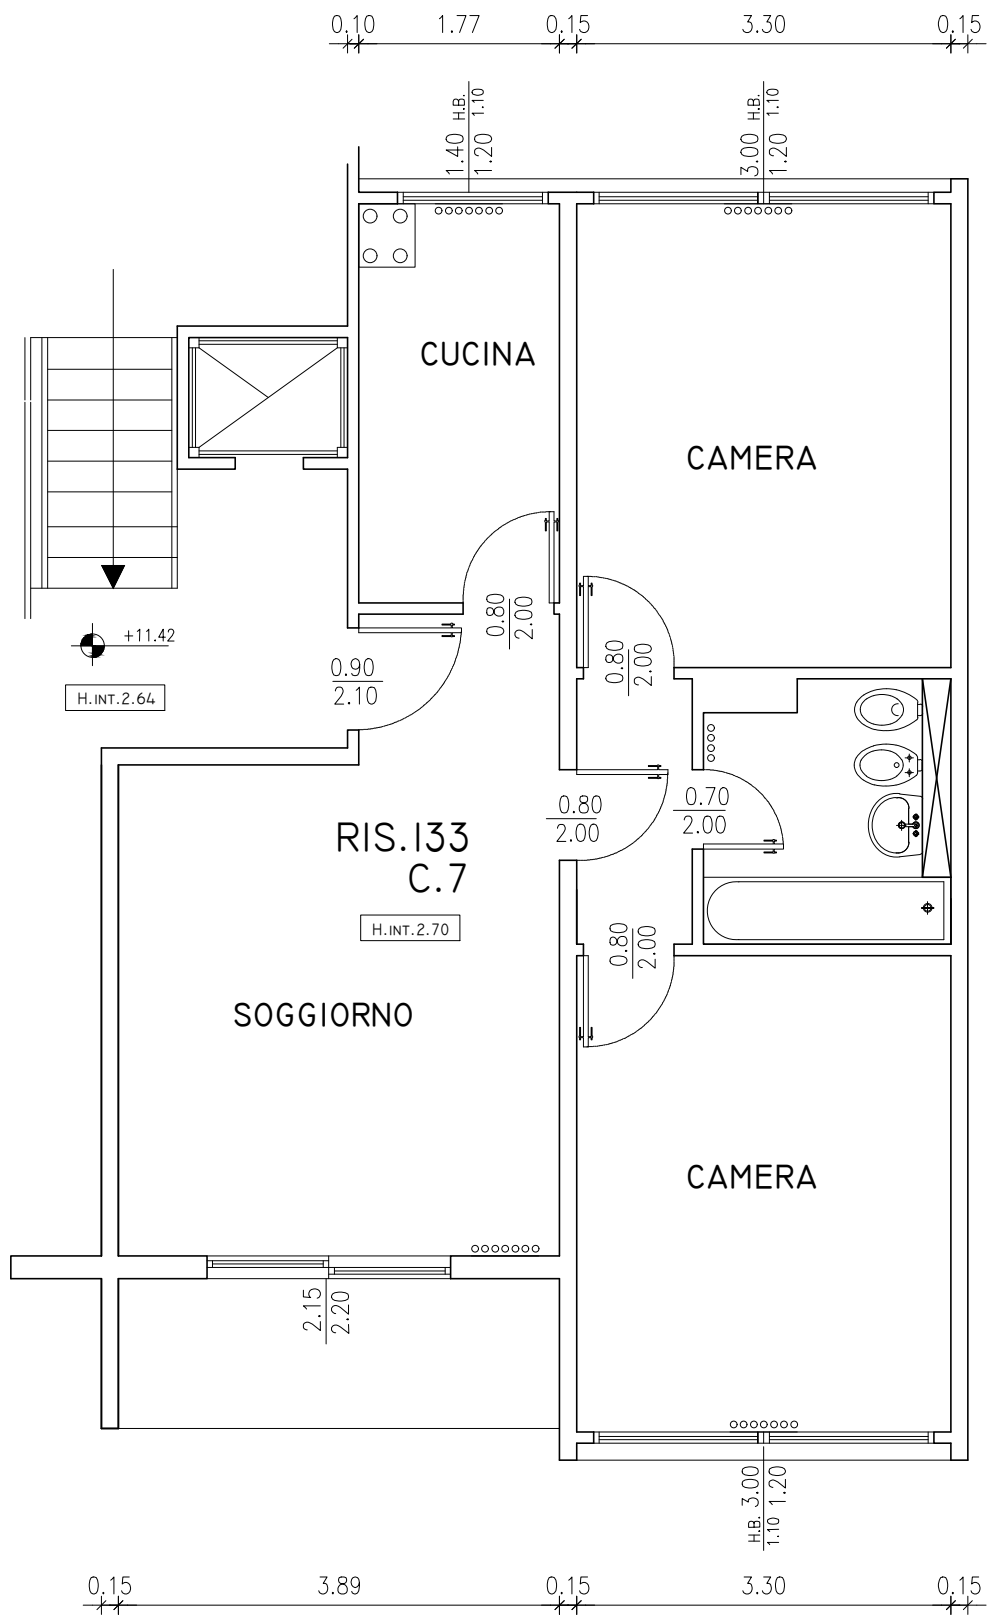 0.10 1.77 0.15 3.30 0.15
1.40 H.B. 1.10
1.20
3.00 H.B. 1.10
1.20
CUCINA
CAMERA
0.80
2.00
+11.42
H.INT.2.64
0.90
2.10
0.80
2.00
0.80
2.00
0.70
2.00
RIS.133
C.7
H.INT.2.70
0.80
2.00
SOGGIORNO
CAMERA
2.15
2.20
H.B. 3.00
1.10 1.20
0.15 3.89 0.15 3.30 0.15